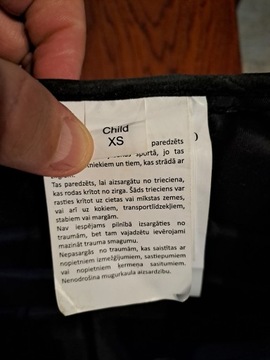 Child
XS
paredzēts
sportā, jo tas
niekiem un tiem, kas strādā ar
Tas paredzēts, lai aizsargātu no trieciena,
kas rodas krītot no zirga. Šāds trieciens var
rasties krītot uz cietas vai mīkstas zemes,
vai arī uz kokiem, transportlīdzekļiem,
stabiem vai margām.
Nav iespējams pilnībā izsargāties no
traumām, bet tam vajadzētu ievērojami
mazināt trauma smagumu.
Nepasargās no traumām, kas saistītas ar
nopietniem izmežģījumiem, sastiepumiem
vai nopietniem ķermeņa sasitumiem.
Nenodrošina mugurkaula aizsardzību.